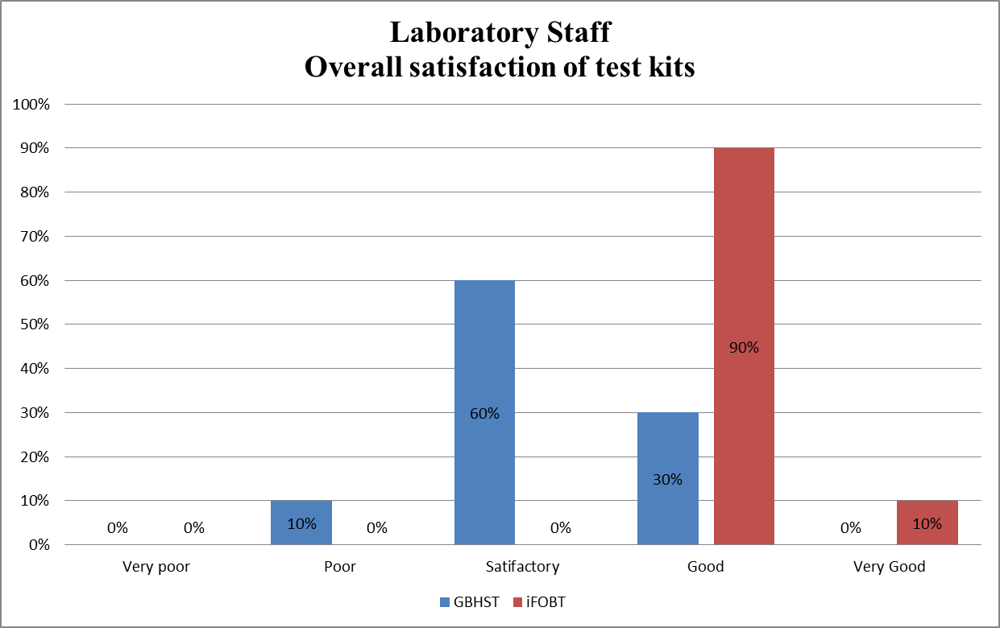 Laboratory Staff
Overall satisfaction of test kits
100%
90%
80%
70%
60%
50%
40%
30%
20%
10%
0%
0% 0% 10% 0% 60% 0% 30% 90% 0% 10%
Very poor Poor Satifactory Good Very Good
GBHST iFOBT